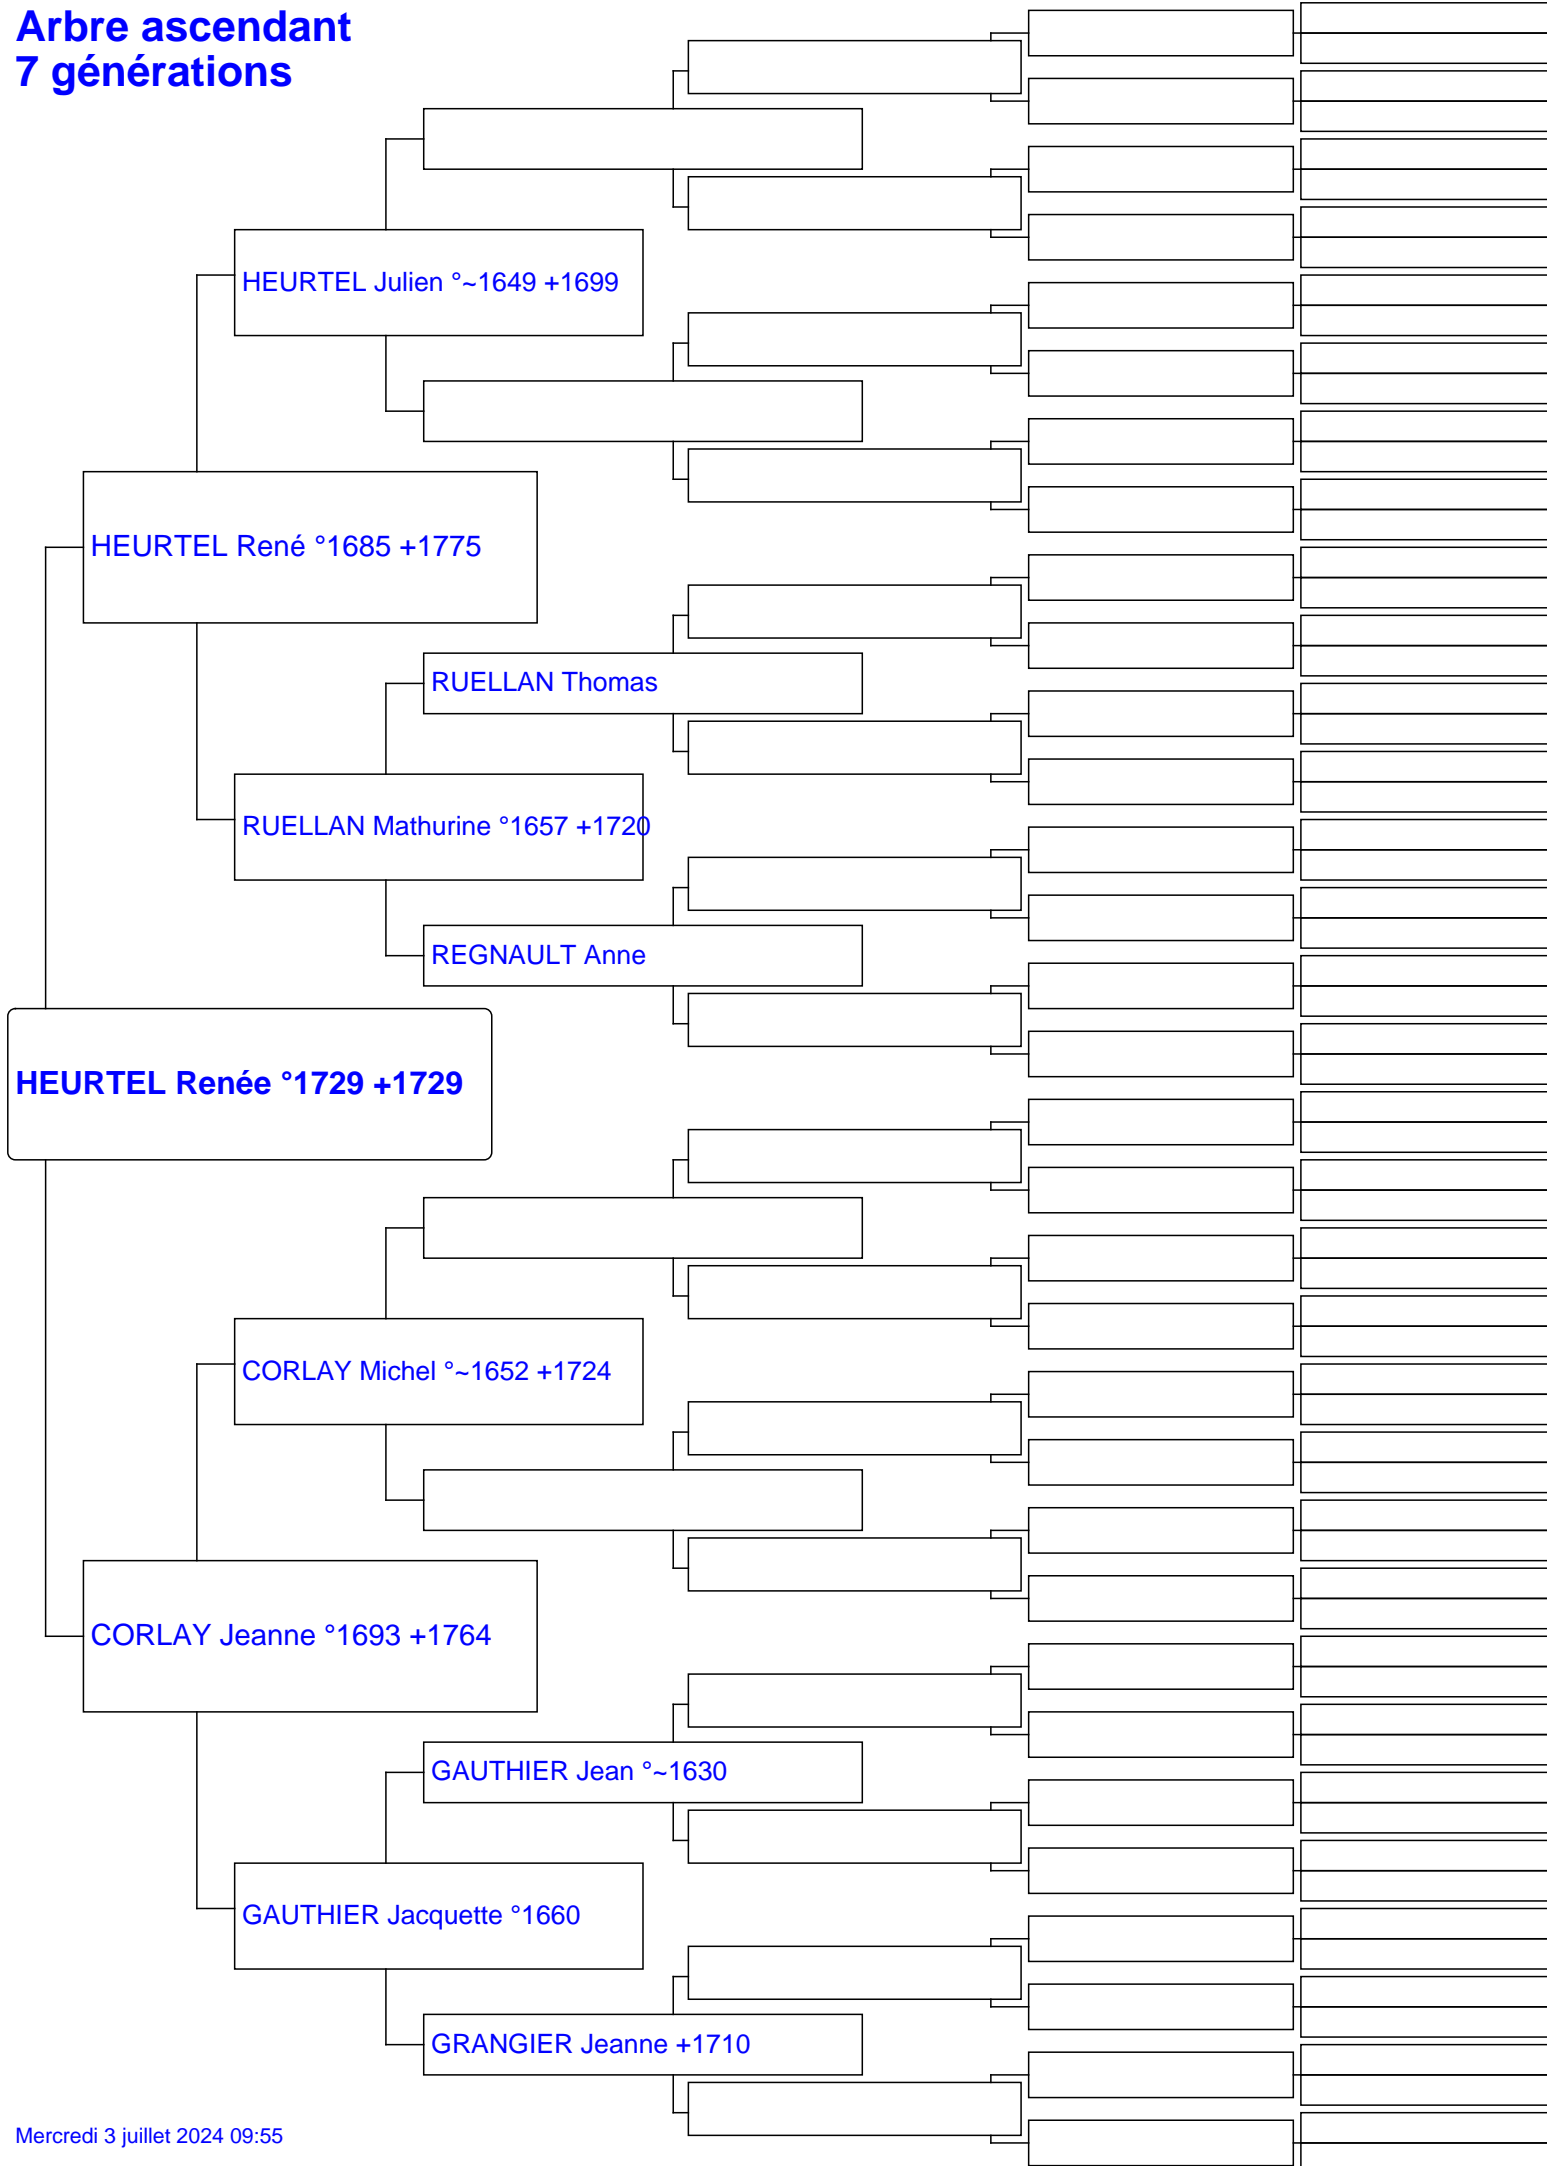 Arbre ascendant
7 générations
HEURTEL Julien °~1649 +1699
HEURTEL René °1685 +1775
RUELLAN Thomas
RUELLAN Mathurine °1657 +1720
REGNAULT Anne
HEURTEL Renée °1729 +1729
CORLAY Michel °~1652 +1724
CORLAY Jeanne °1693 +1764
GAUTHIER Jean °~1630
GAUTHIER Jacquette °1660
GRANGIER Jeanne +1710
Mercredi 3 juillet 2024 09:55